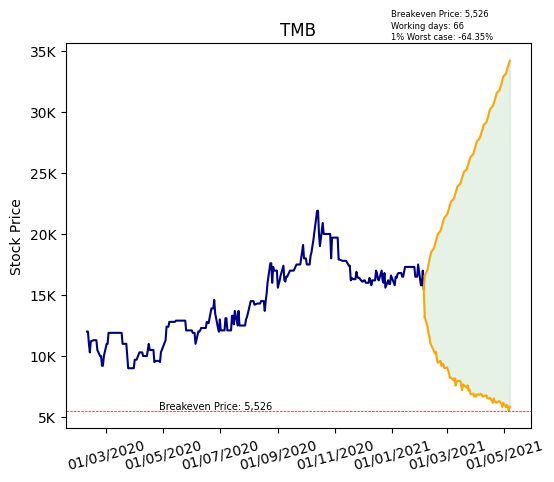 Breakeven Price: 5,526
Working days: 66
1% Worst case: -64.35%
TMB
Stock Price
35K
30K
25K
20K
15K
10K
5K
Breakeven Price: 5,526
01/03/2020
01/05/2020
01/07/2020
01/09/2020
01/11/2020
01/01/2021
01/03/2021
01/05/2021